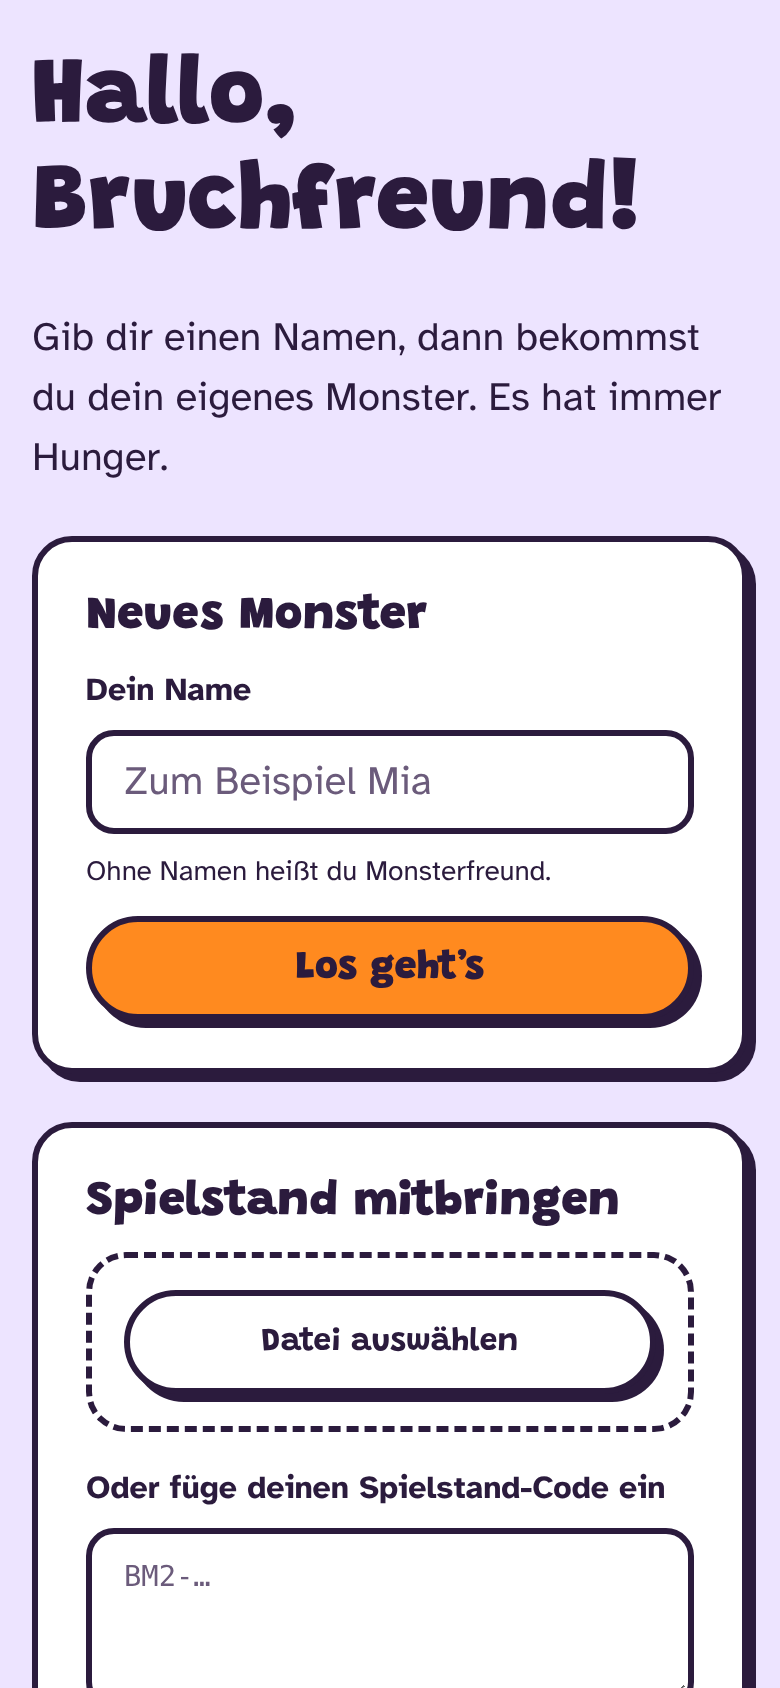 Hallo,
Bruchfreund!
Gib dir einen Namen, dann bekommst
du dein eigenes Monster. Es hat immer
Hunger.
Neues Monster
Dein Name
Zum Beispiel Mia
Ohne Namen heißt du Monsterfreund.
Los geht’s
Spielstand mitbringen
Datei auswählen
Oder füge deinen Spielstand-Code ein
BM2-…